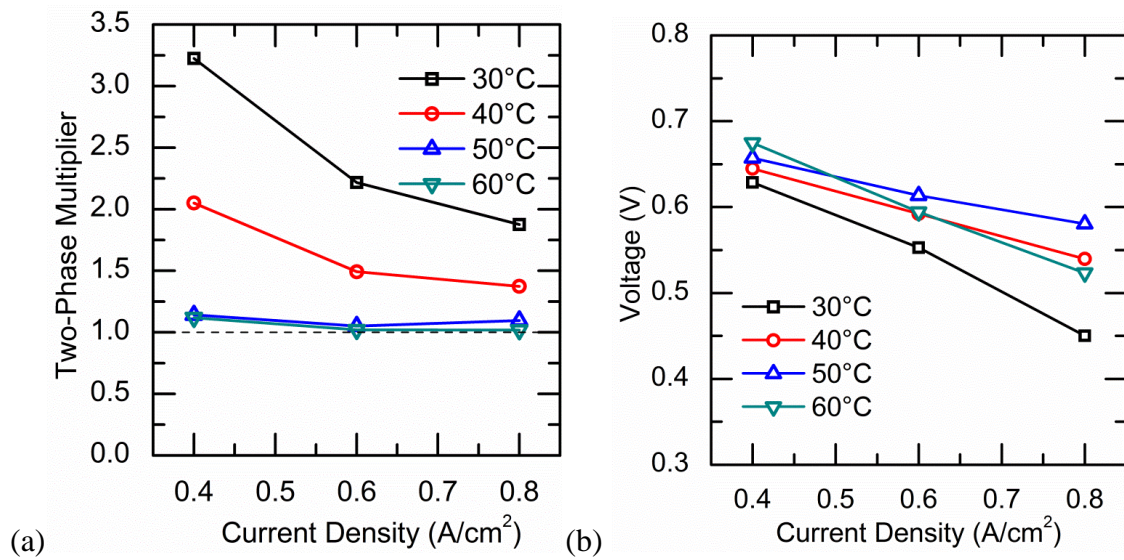 3.5
3.0
2.5
2.0
1.5
1.0
0.5
0.0
Two-Phase Multiplier
30°C
40°C
50°C
60°C
0.4 0.5 0.6 0.7 0.8
Current Density (A/cm²)
(a)
0.8
0.7
0.6
0.5
0.4
0.3
Voltage (V)
30°C
40°C
50°C
60°C
0.4 0.5 0.6 0.7 0.8
Current Density (A/cm²)
(b)